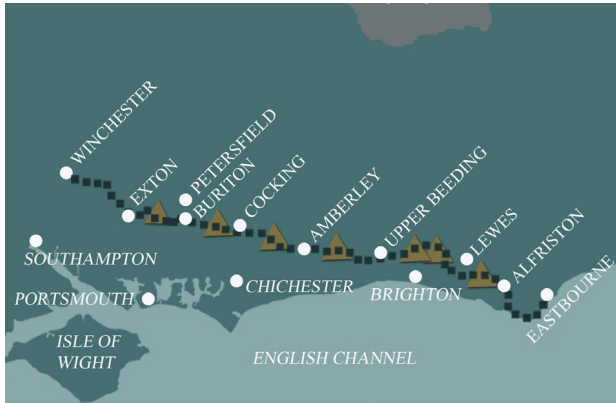 WINCHESTER
EXTON
PETERSFIELD
BURITON
COCKING
AMBERLEY
UPPER BEEDING
LEWES
ALFRISTON
EASTBOURNE
SOUTHAMPTON
PORTSMOUTH
CHICHESTER
BRIGHTON
ISLE OF
WIGHT
ENGLISH CHANNEL